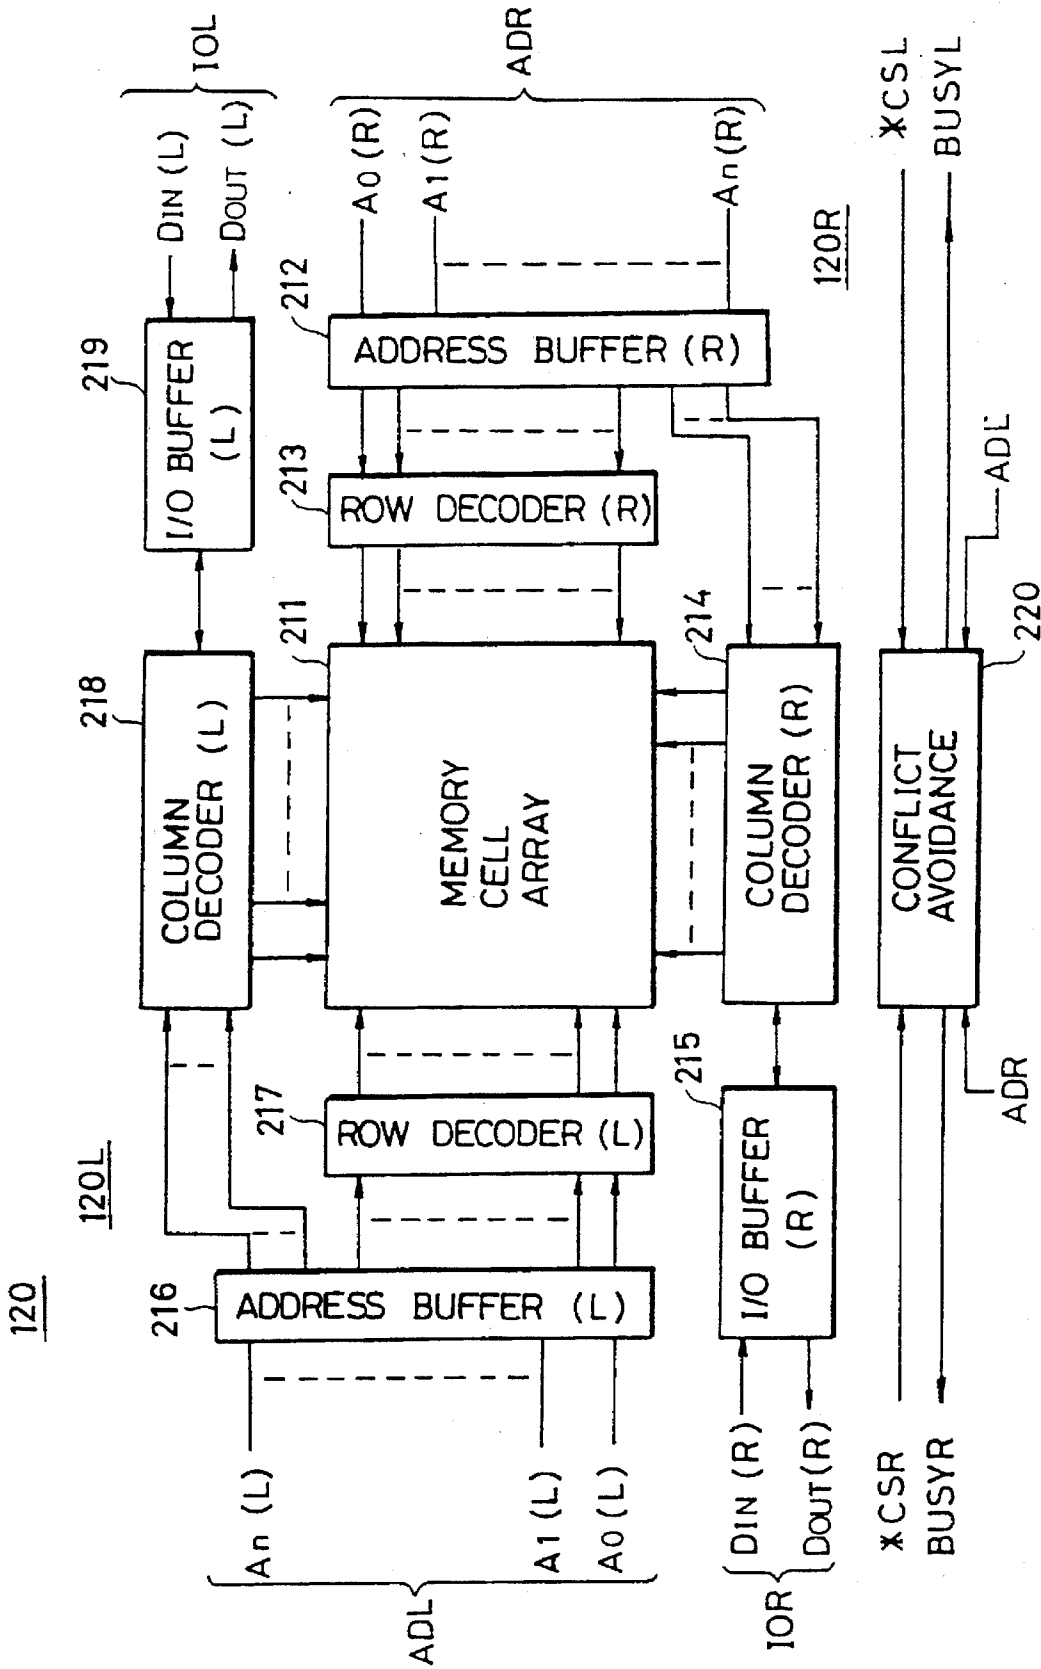 120
120L
216
ADDRESS BUFFER (L)
An (L)
A1 (L)
A0 (L)
ADL
217
ROW DECODER (L)
218
COLUMN
DECODER (L)
219
I/O BUFFER
(L)
DIN (L)
DOUT (L)
IOL
211
MEMORY
CELL
ARRAY
213
ROW DECODER (R)
212
ADDRESS BUFFER (R)
A0 (R)
A1 (R)
An (R)
ADR
215
I/O BUFFER
(R)
DIN (R)
DOUT (R)
IOR
214
COLUMN
DECODER (R)
120R
*CSR
BUSYR
ADR
CONFLICT
AVOIDANCE
220
ADL
*CSL
BUSYL